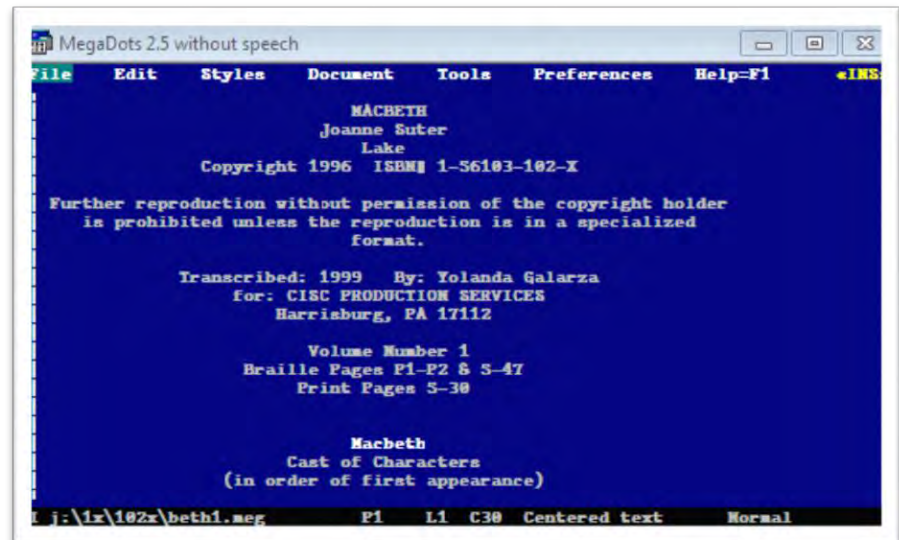 MegaDots 2.5 without speech
File Edit Styles Document Tools Preferences Help=F1 «INS
MACBETH
Joanne Suter
Lake
Copyright 1996 ISBN# 1-56103-102-X
Further reproduction without permission of the copyright holder
is prohibited unless the reproduction is in a specialized
format.
Transcribed: 1999 By: Yolanda Galarza
for: CISC PRODUCTION SERVICES
Harrisburg, PA 17112
Volume Number 1
Braille Pages P1-P2 & 5-47
Print Pages 5-30
Macbeth
Cast of Characters
(in order of first appearance)
j:\1x\102x\beth1.meg P1 L1 C30 Centered text Normal